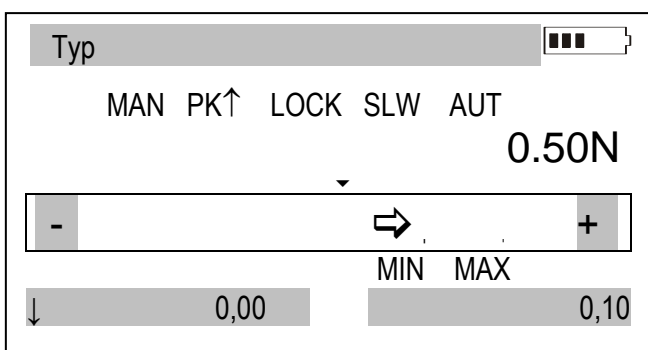 Typ
MAN PK↑ LOCK SLW AUT
0.50N
- ⇨ +
MIN MAX
↓ 0,00 0,10